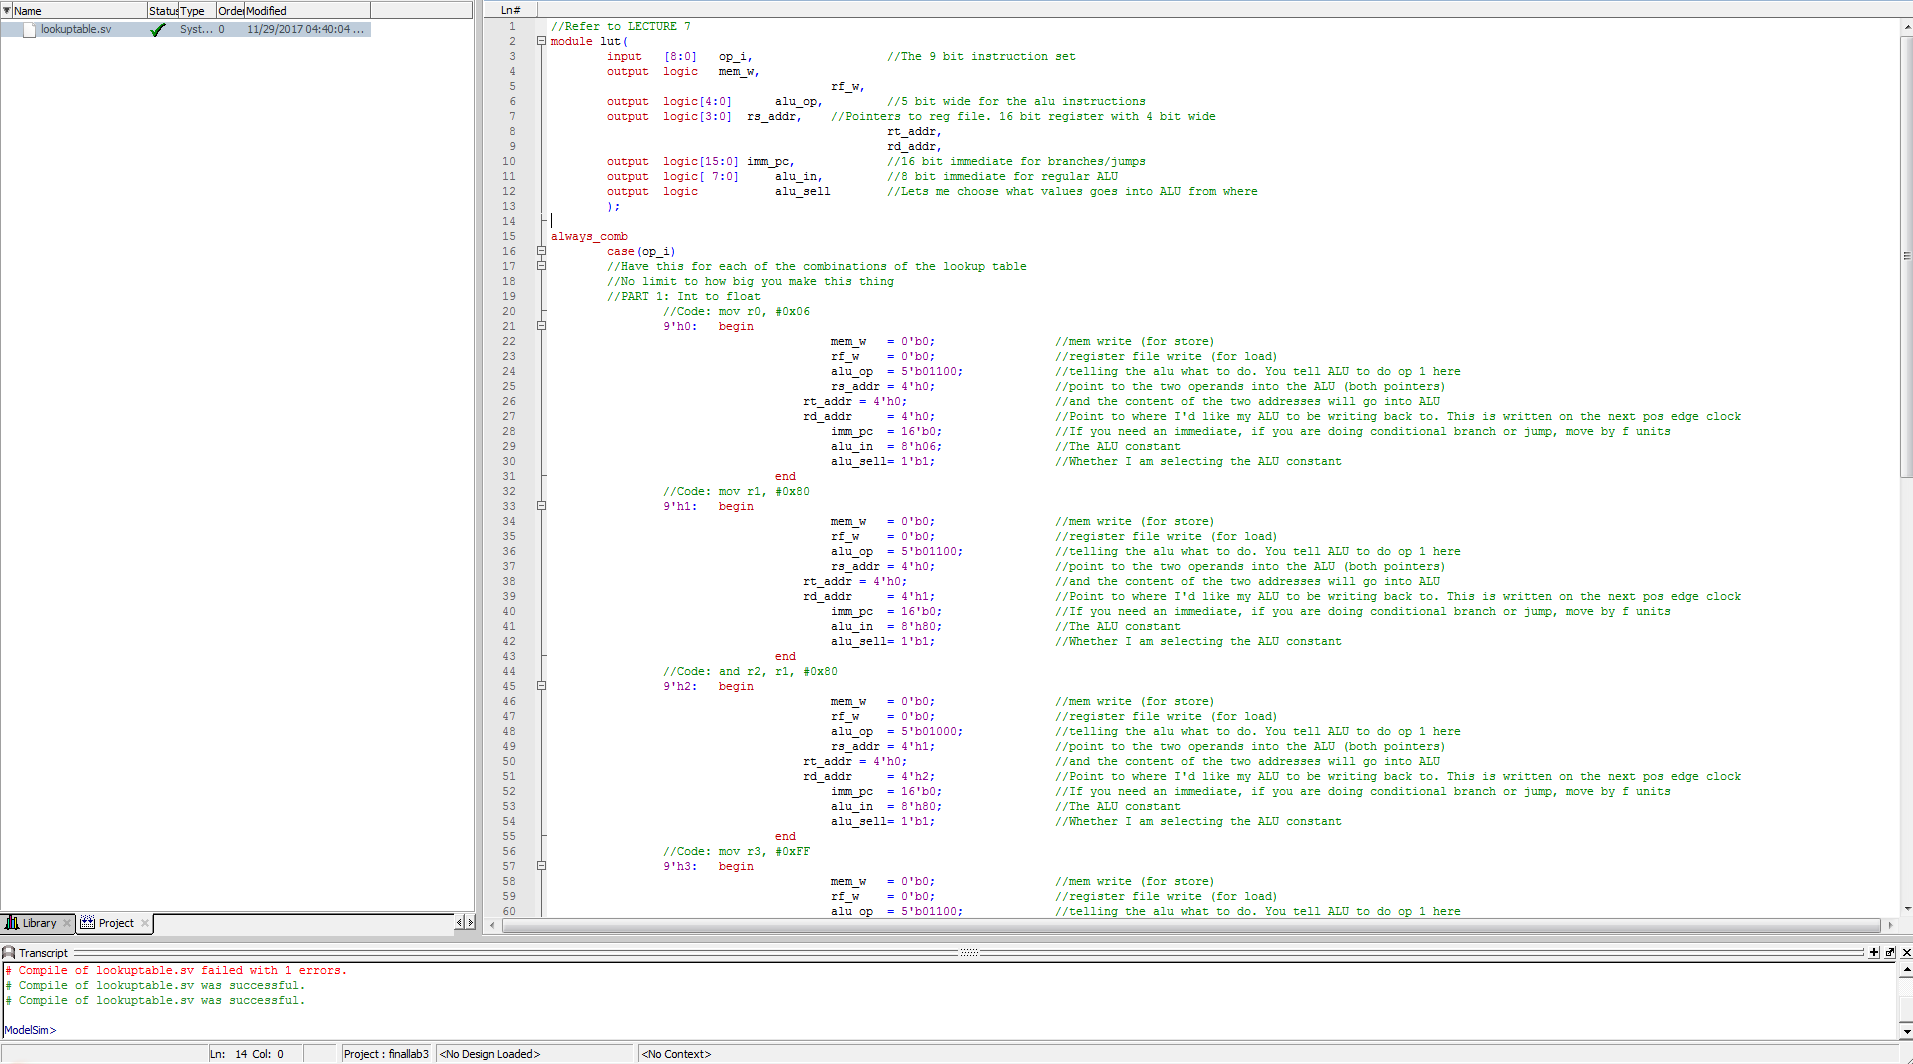 Name Status Type Order Modified
lookuptable.sv Syst... 0 11/29/2017 04:40:04 ...
Library Project
Ln#
1 //Refer to LECTURE 7
2 module lut(
3 input [8:0] op_i, //The 9 bit instruction set
4 output logic mem_w,
5 rf_w,
6 output logic[4:0] alu_op, //5 bit wide for the alu instructions
7 output logic[3:0] rs_addr, //Pointers to reg file. 16 bit register with 4 bit wide
8 rt_addr,
9 rd_addr,
10 output logic[15:0] imm_pc, //16 bit immediate for branches/jumps
11 output logic[ 7:0] alu_in, //8 bit immediate for regular ALU
12 output logic alu_sell //Lets me choose what values goes into ALU from where
13 );
14
15 always_comb
16 case(op_i)
17 //Have this for each of the combinations of the lookup table
18 //No limit to how big you make this thing
19 //PART 1: Int to float
20 //Code: mov r0, #0x06
21 9'h0: begin
22 mem_w = 0'b0; //mem write (for store)
23 rf_w = 0'b0; //register file write (for load)
24 alu_op = 5'b01100; //telling the alu what to do. You tell ALU to do op 1 here
25 rs_addr = 4'h0; //point to the two operands into the ALU (both pointers)
26 rt_addr = 4'h0; //and the content of the two addresses will go into ALU
27 rd_addr = 4'h0; //Point to where I'd like my ALU to be writing back to. This is written on the next pos edge clock
28 imm_pc = 16'b0; //If you need an immediate, if you are doing conditional branch or jump, move by f units
29 alu_in = 8'h06; //The ALU constant
30 alu_sell= 1'b1; //Whether I am selecting the ALU constant
31 end
32 //Code: mov r1, #0x80
33 9'h1: begin
34 mem_w = 0'b0; //mem write (for store)
35 rf_w = 0'b0; //register file write (for load)
36 alu_op = 5'b01100; //telling the alu what to do. You tell ALU to do op 1 here
37 rs_addr = 4'h0; //point to the two operands into the ALU (both pointers)
38 rt_addr = 4'h0; //and the content of the two addresses will go into ALU
39 rd_addr = 4'h1; //Point to where I'd like my ALU to be writing back to. This is written on the next pos edge clock
40 imm_pc = 16'b0; //If you need an immediate, if you are doing conditional branch or jump, move by f units
41 alu_in = 8'h80; //The ALU constant
42 alu_sell= 1'b1; //Whether I am selecting the ALU constant
43 end
44 //Code: and r2, r1, #0x80
45 9'h2: begin
46 mem_w = 0'b0; //mem write (for store)
47 rf_w = 0'b0; //register file write (for load)
48 alu_op = 5'b01000; //telling the alu what to do. You tell ALU to do op 1 here
49 rs_addr = 4'h1; //point to the two operands into the ALU (both pointers)
50 rt_addr = 4'h0; //and the content of the two addresses will go into ALU
51 rd_addr = 4'h2; //Point to where I'd like my ALU to be writing back to. This is written on the next pos edge clock
52 imm_pc = 16'b0; //If you need an immediate, if you are doing conditional branch or jump, move by f units
53 alu_in = 8'h80; //The ALU constant
54 alu_sell= 1'b1; //Whether I am selecting the ALU constant
55 end
56 //Code: mov r3, #0xFF
57 9'h3: begin
58 mem_w = 0'b0; //mem write (for store)
59 rf_w = 0'b0; //register file write (for load)
60 alu_op = 5'b01100; //telling the alu what to do. You tell ALU to do op 1 here
Transcript
# Compile of lookuptable.sv failed with 1 errors.
# Compile of lookuptable.sv was successful.
# Compile of lookuptable.sv was successful.
ModelSim>
Ln: 14 Col: 0 Project : finallab3 <No Design Loaded> <No Context>